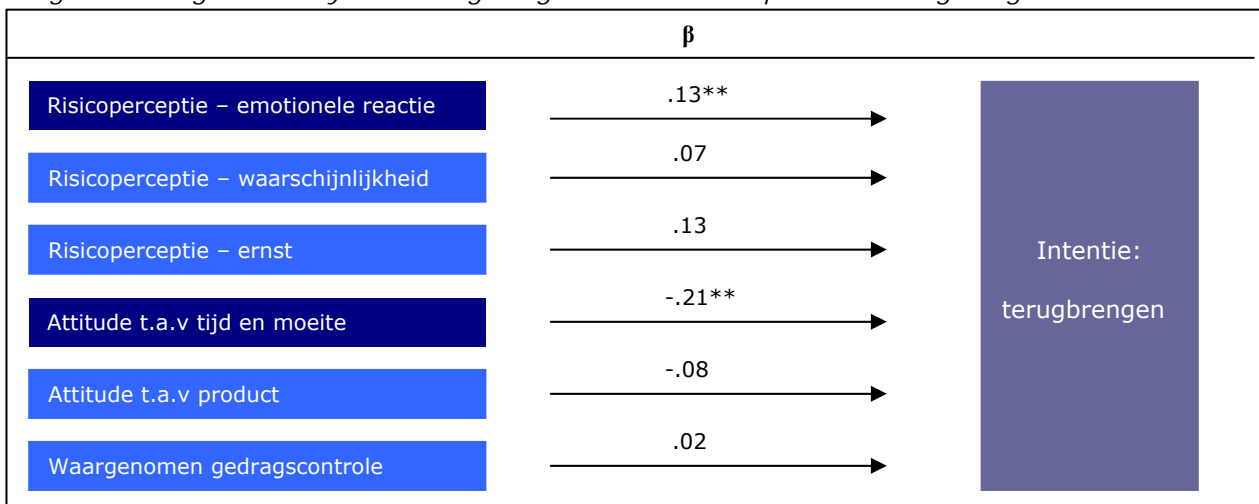 β
Risicoperceptie – emotionele reactie
.13**
Risicoperceptie – waarschijnlijkheid
.07
Risicoperceptie – ernst
.13
Attitude t.a.v tijd en moeite
-.21**
Attitude t.a.v product
-.08
Waargenomen gedragscontrole
.02
Intentie:
terugbrengen